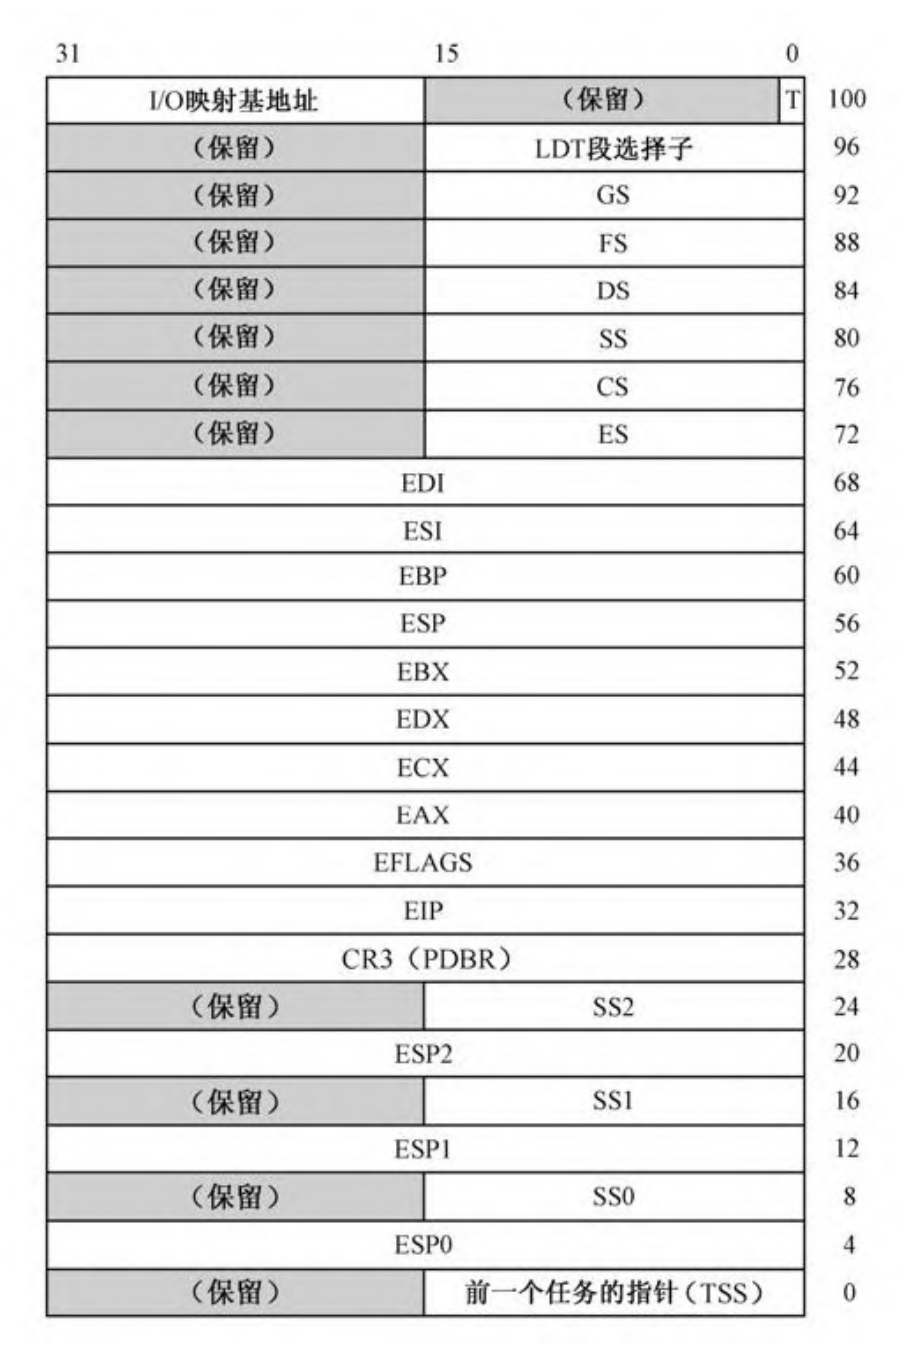 31 15 0
I/O映射基地址 （保留） T 100
（保留） LDT段选择子 96
（保留） GS 92
（保留） FS 88
（保留） DS 84
（保留） SS 80
（保留） CS 76
（保留） ES 72
EDI 68
ESI 64
EBP 60
ESP 56
EBX 52
EDX 48
ECX 44
EAX 40
EFLAGS 36
EIP 32
CR3（PDBR） 28
（保留） SS2 24
ESP2 20
（保留） SS1 16
ESP1 12
（保留） SS0 8
ESP0 4
（保留） 前一个任务的指针（TSS） 0